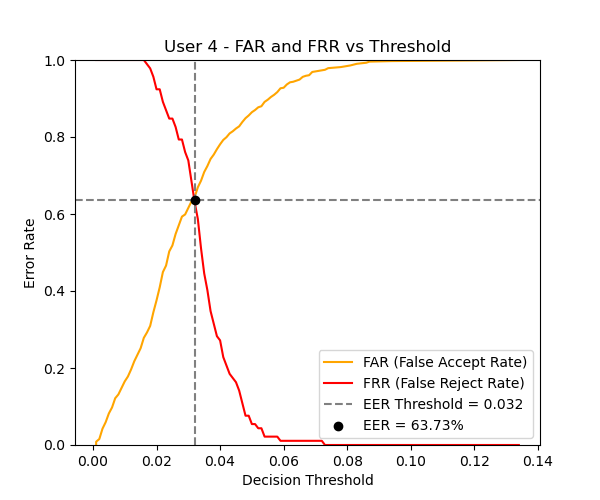 User 4 - FAR and FRR vs Threshold
1.0
0.8
0.6
0.4
0.2
0.0
Error Rate
FAR (False Accept Rate)
FRR (False Reject Rate)
EER Threshold = 0.032
EER = 63.73%
0.00 0.02 0.04 0.06 0.08 0.10 0.12 0.14
Decision Threshold